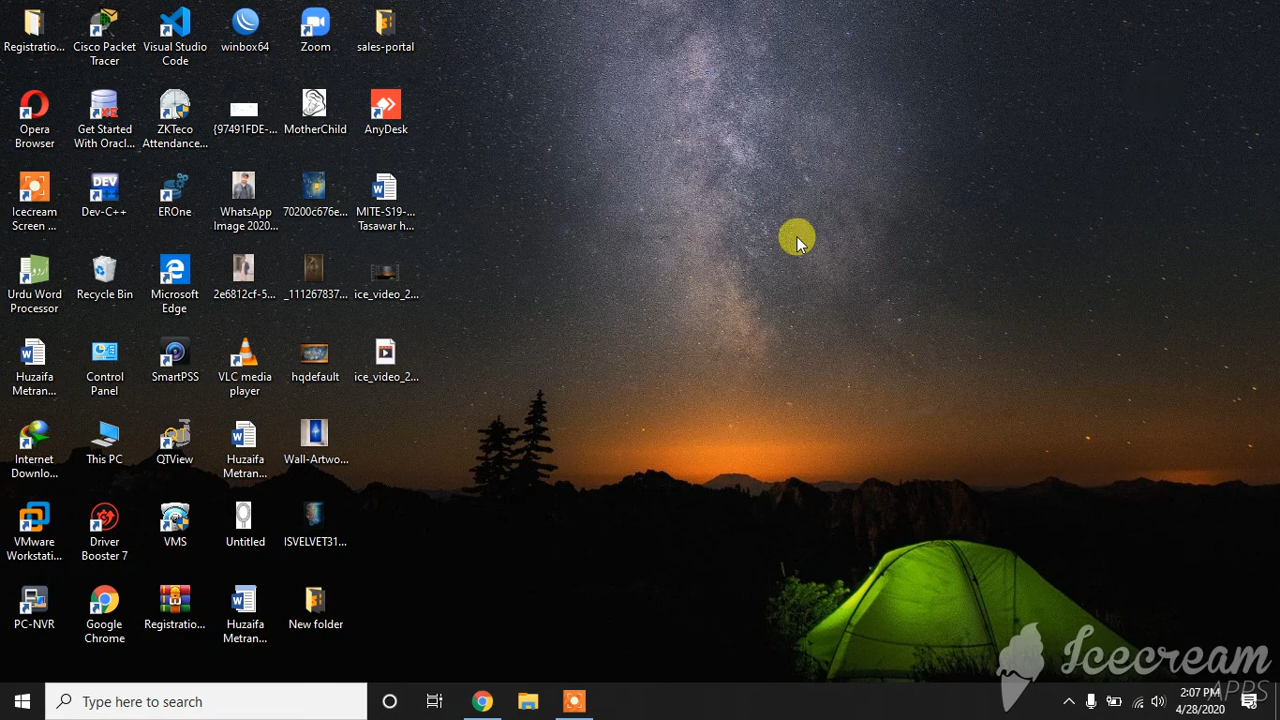 Registratio...
Cisco Packet
Tracer
Visual Studio
Code
winbox64
Zoom
sales-portal
Opera
Browser
Get Started
With Oracl...
ZKTeco
Attendance...
{97491FDE-...
MotherChild
AnyDesk
Icecream
Screen ...
Dev-C++
EROne
WhatsApp
Image 2020...
70200c676e...
MITE-S19-...
Tasawar h...
Urdu Word
Processor
Recycle Bin
Microsoft
Edge
2e6812cf-5...
_111267837...
ice_video_2...
Huzaifa
Metran...
Control
Panel
SmartPSS
VLC media
player
hqdefault
ice_video_2...
Internet
Downlo...
This PC
QTView
Huzaifa
Metran...
Wall-Artwo...
VMware
Workstati...
Driver
Booster 7
VMS
Untitled
ISVELVET31...
PC-NVR
Google
Chrome
Registratio...
Huzaifa
Metran...
New folder
Icecream
APPS
Type here to search
2:07 PM
4/28/2020